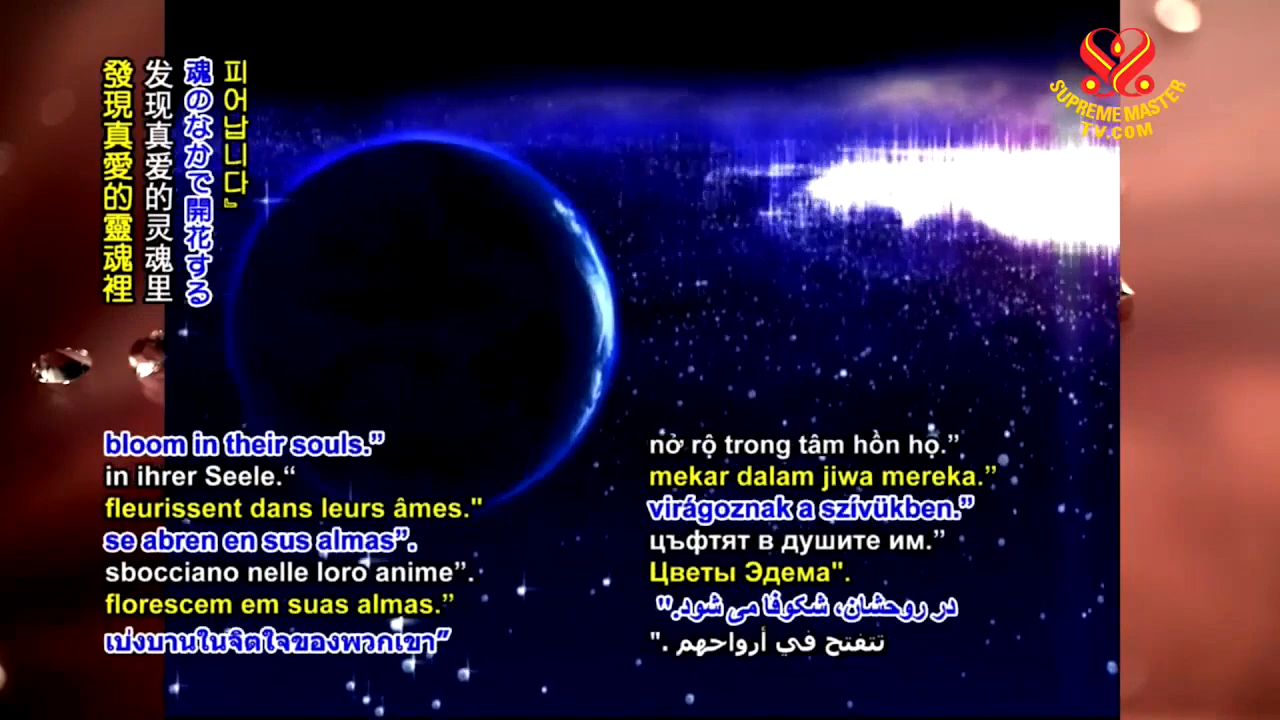 피어납니다』
魂のなかで開花する
发现真爱的灵魂里
發現真愛的靈魂裡
SUPREME MASTER
TV.COM
bloom in their souls.”
in ihrer Seele.“
fleurissent dans leurs âmes."
se abren en sus almas”.
sbocciano nelle loro anime”.
florescem em suas almas.”
เบ่งบานในจิตใจของพวกเขา”
nở rộ trong tâm hồn họ.”
mekar dalam jiwa mereka.”
virágoznak a szívükben.”
цъфтят в душите им.”
Цветы Эдема".
در روحشان، شکوفا می شود."
تتفتح في أرواحهم ."